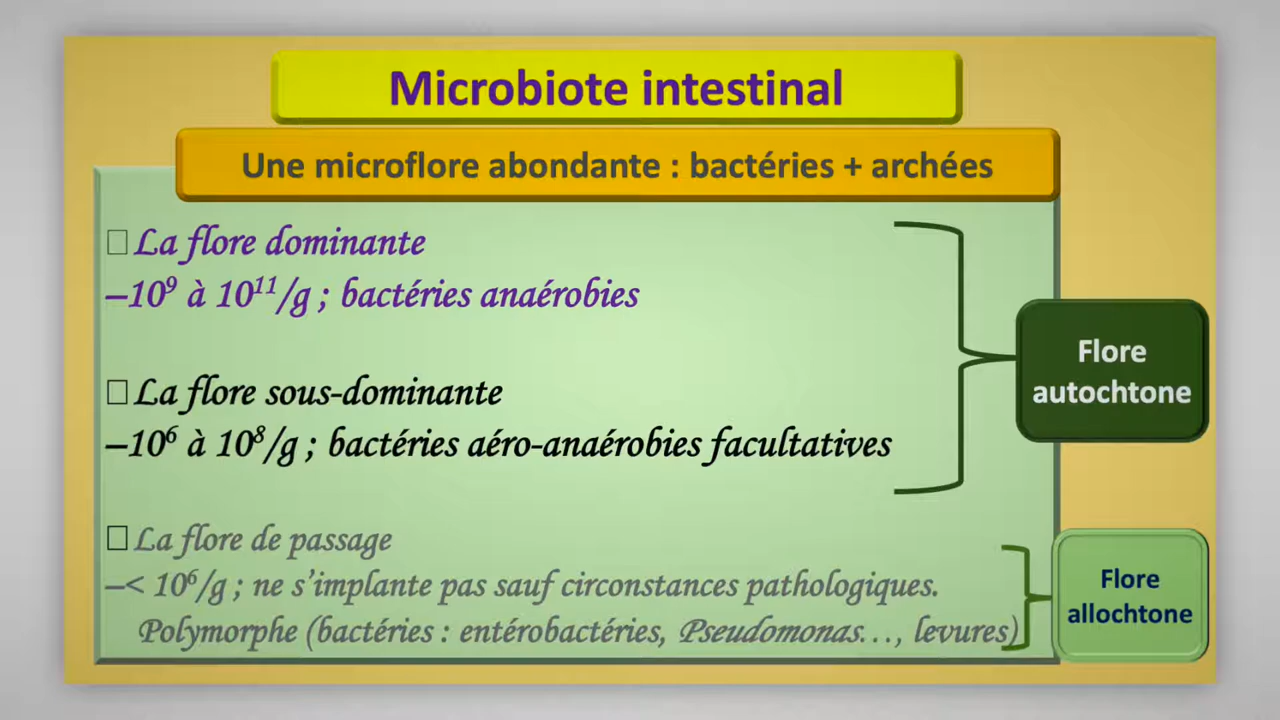 Microbiote intestinal
Une microflore abondante : bactéries + archées
□ La flore dominante
–10⁹ à 10¹¹/g ; bactéries anaérobies
□ La flore sous-dominante
–10⁶ à 10⁸/g ; bactéries aéro-anaérobies facultatives
Flore
autochtone
□ La flore de passage
–< 10⁶/g ; ne s’implante pas sauf circonstances pathologiques.
Polymorphe (bactéries : entérobactéries, Pseudomonas…, levures)
Flore
allochtone